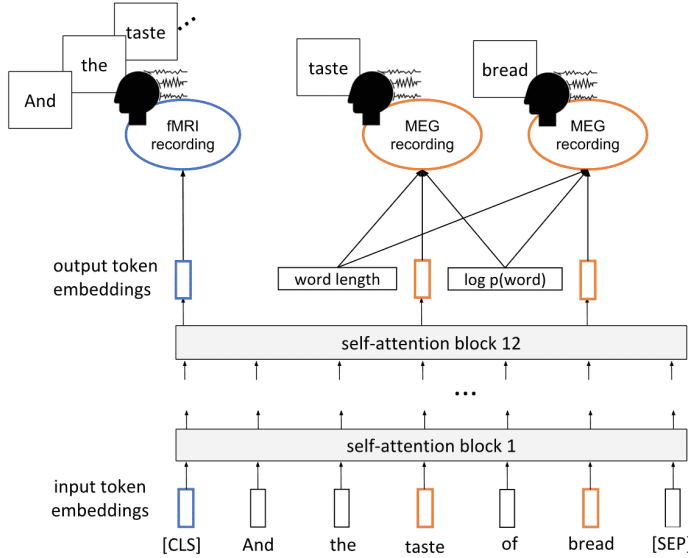 taste
the
And
taste
bread
fMRI
recording
MEG
recording
MEG
recording
output token
embeddings
word length
log p(word)
self-attention block 12
...
self-attention block 1
input token
embeddings
[CLS] And the taste of bread [SEP]